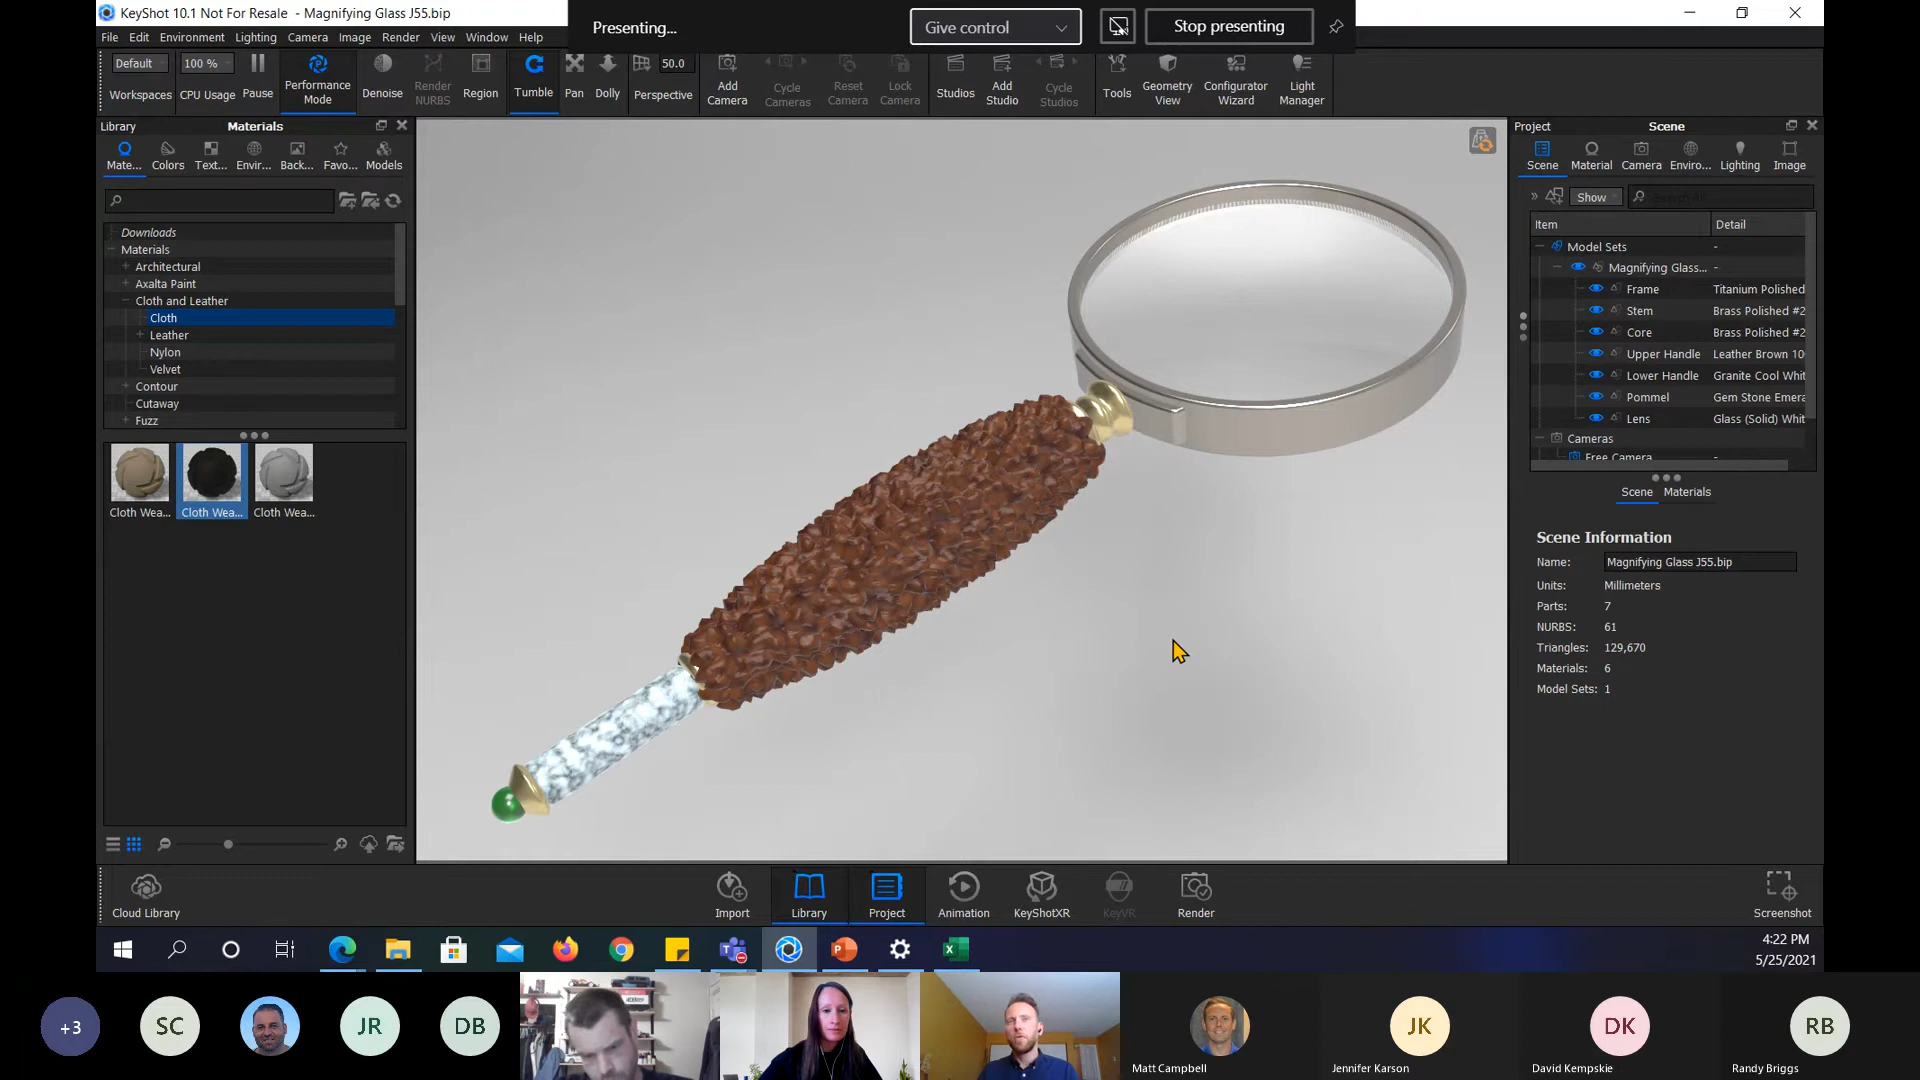 KeyShot 10.1 Not For Resale - Magnifying Glass J55.bip
Presenting...
Give control
Stop presenting
File Edit Environment Lighting Camera Image Render View Window Help
Default
100 %
50.0
Workspaces
CPU Usage
Pause
Performance Mode
Denoise
Render NURBS
Region
Tumble
Pan
Dolly
Perspective
Add Camera
Cycle Cameras
Reset Camera
Lock Camera
Studios
Add Studio
Cycle Studios
Tools
Geometry View
Configurator Wizard
Light Manager
Library
Materials
Mate...
Colors
Text...
Envir...
Back...
Favo...
Models
Downloads
Materials
Architectural
Axalta Paint
Cloth and Leather
Cloth
Leather
Nylon
Velvet
Contour
Cutaway
Fuzz
Cloth Wea...
Cloth Wea...
Cloth Wea...
Project
Scene
Scene
Material
Camera
Enviro...
Lighting
Image
Show
Item Detail
Model Sets -
Magnifying Glass... -
Frame Titanium Polished
Stem Brass Polished #2
Core Brass Polished #2
Upper Handle Leather Brown 10
Lower Handle Granite Cool Whit
Pommel Gem Stone Emera
Lens Glass (Solid) Whit
Cameras
Free Camera -
Scene Materials
Scene Information
Name: Magnifying Glass J55.bip
Units: Millimeters
Parts: 7
NURBS: 61
Triangles: 129,670
Materials: 6
Model Sets: 1
Cloud Library
Import
Library
Project
Animation
KeyShotXR
KeyVR
Render
Screenshot
4:22 PM
5/25/2021
+3
SC
JR
DB
JK
DK
RB
Matt Campbell
Jennifer Karson
David Kempskie
Randy Briggs